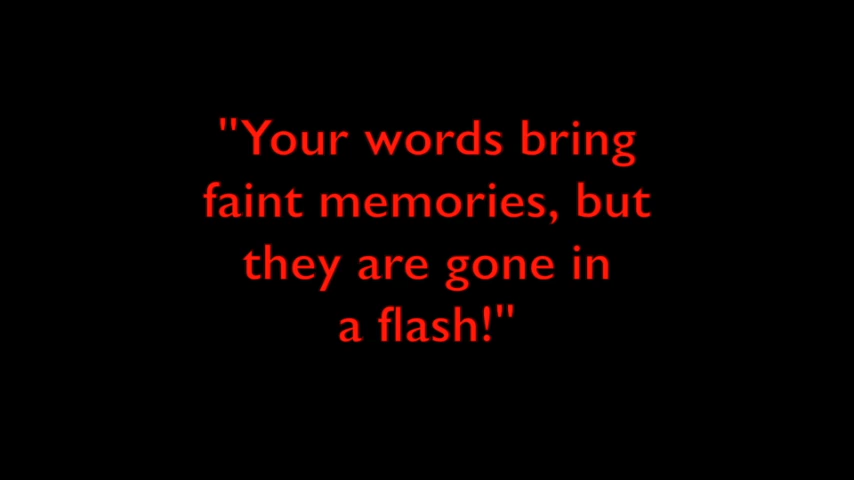 "Your words bring
faint memories, but
they are gone in
a flash!"